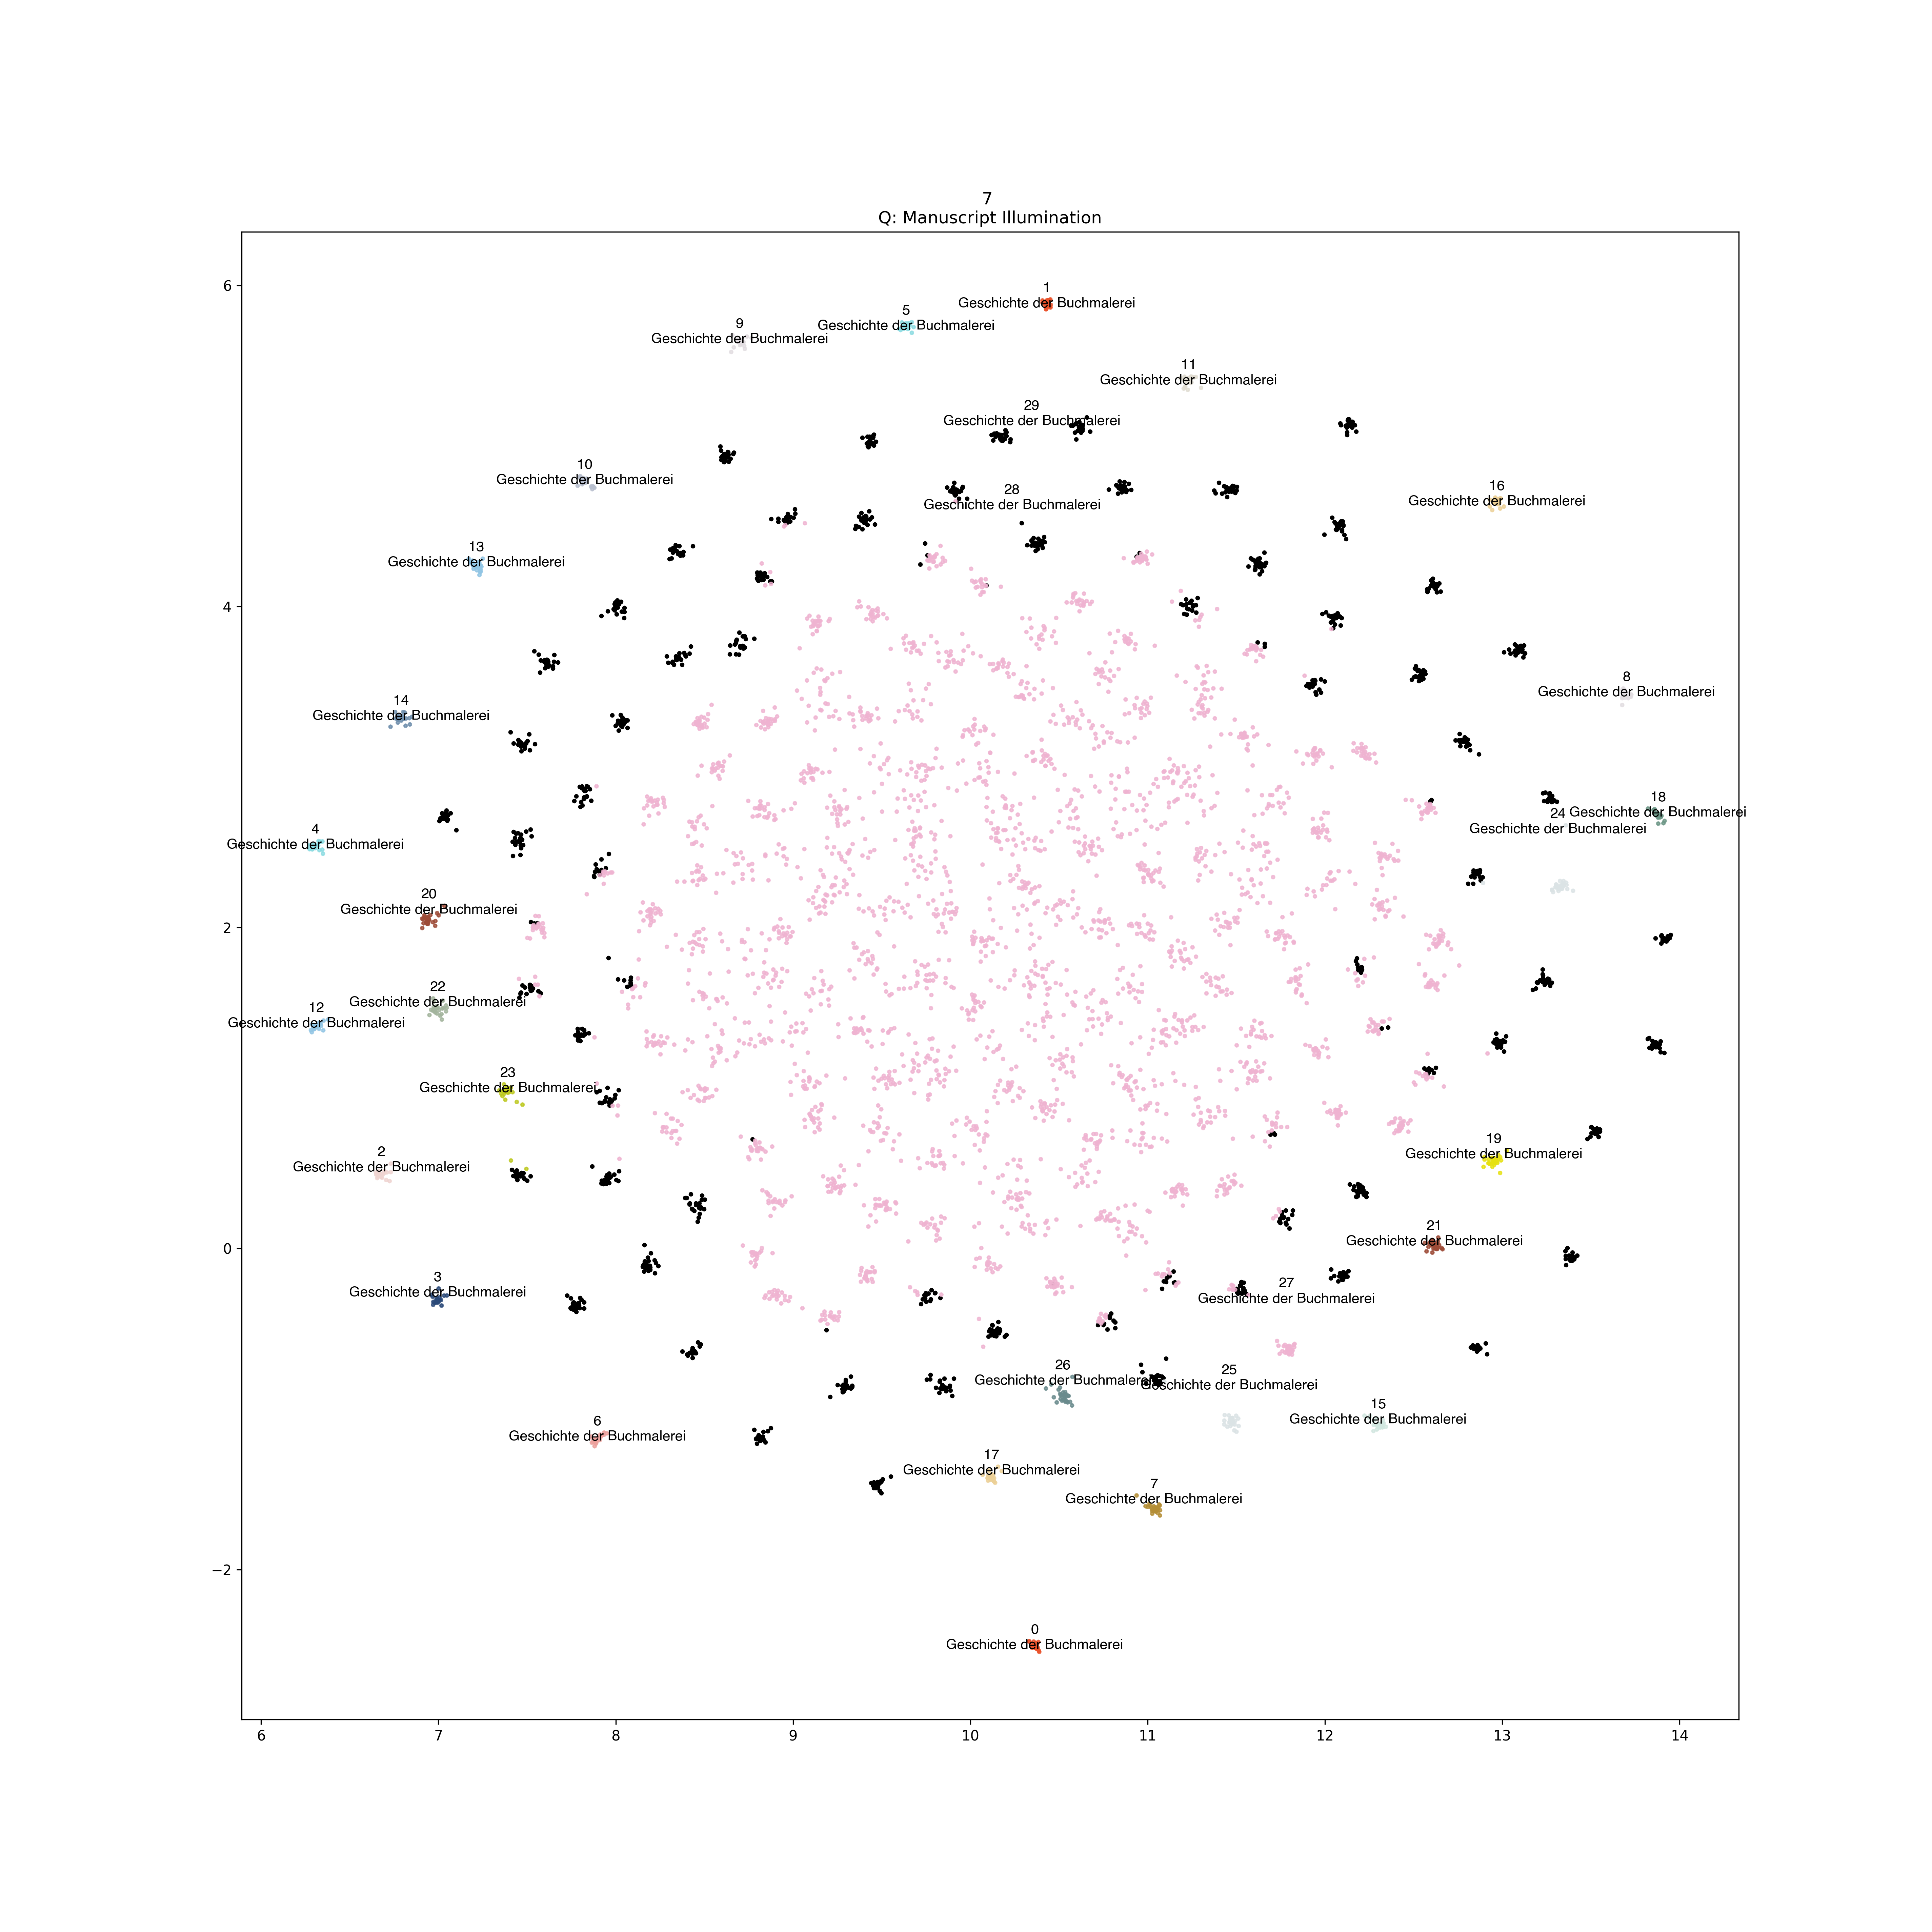 7
Q: Manuscript Illumination
6
1
Geschichte der Buchmalerei
5
Geschichte der Buchmalerei
9
Geschichte der Buchmalerei
11
Geschichte der Buchmalerei
29
Geschichte der Buchmalerei
10
Geschichte der Buchmalerei
28
Geschichte der Buchmalerei
16
Geschichte der Buchmalerei
13
Geschichte der Buchmalerei
4
8
Geschichte der Buchmalerei
14
Geschichte der Buchmalerei
18
Geschichte der Buchmalerei
24
Geschichte der Buchmalerei
4
Geschichte der Buchmalerei
20
Geschichte der Buchmalerei
2
22
Geschichte der Buchmalerei
12
Geschichte der Buchmalerei
23
Geschichte der Buchmalerei
19
Geschichte der Buchmalerei
2
Geschichte der Buchmalerei
21
Geschichte der Buchmalerei
0
3
Geschichte der Buchmalerei
27
Geschichte der Buchmalerei
26
Geschichte der Buchmalerei
25
Geschichte der Buchmalerei
15
Geschichte der Buchmalerei
6
Geschichte der Buchmalerei
17
Geschichte der Buchmalerei
7
Geschichte der Buchmalerei
−2
0
Geschichte der Buchmalerei
6 7 8 9 10 11 12 13 14